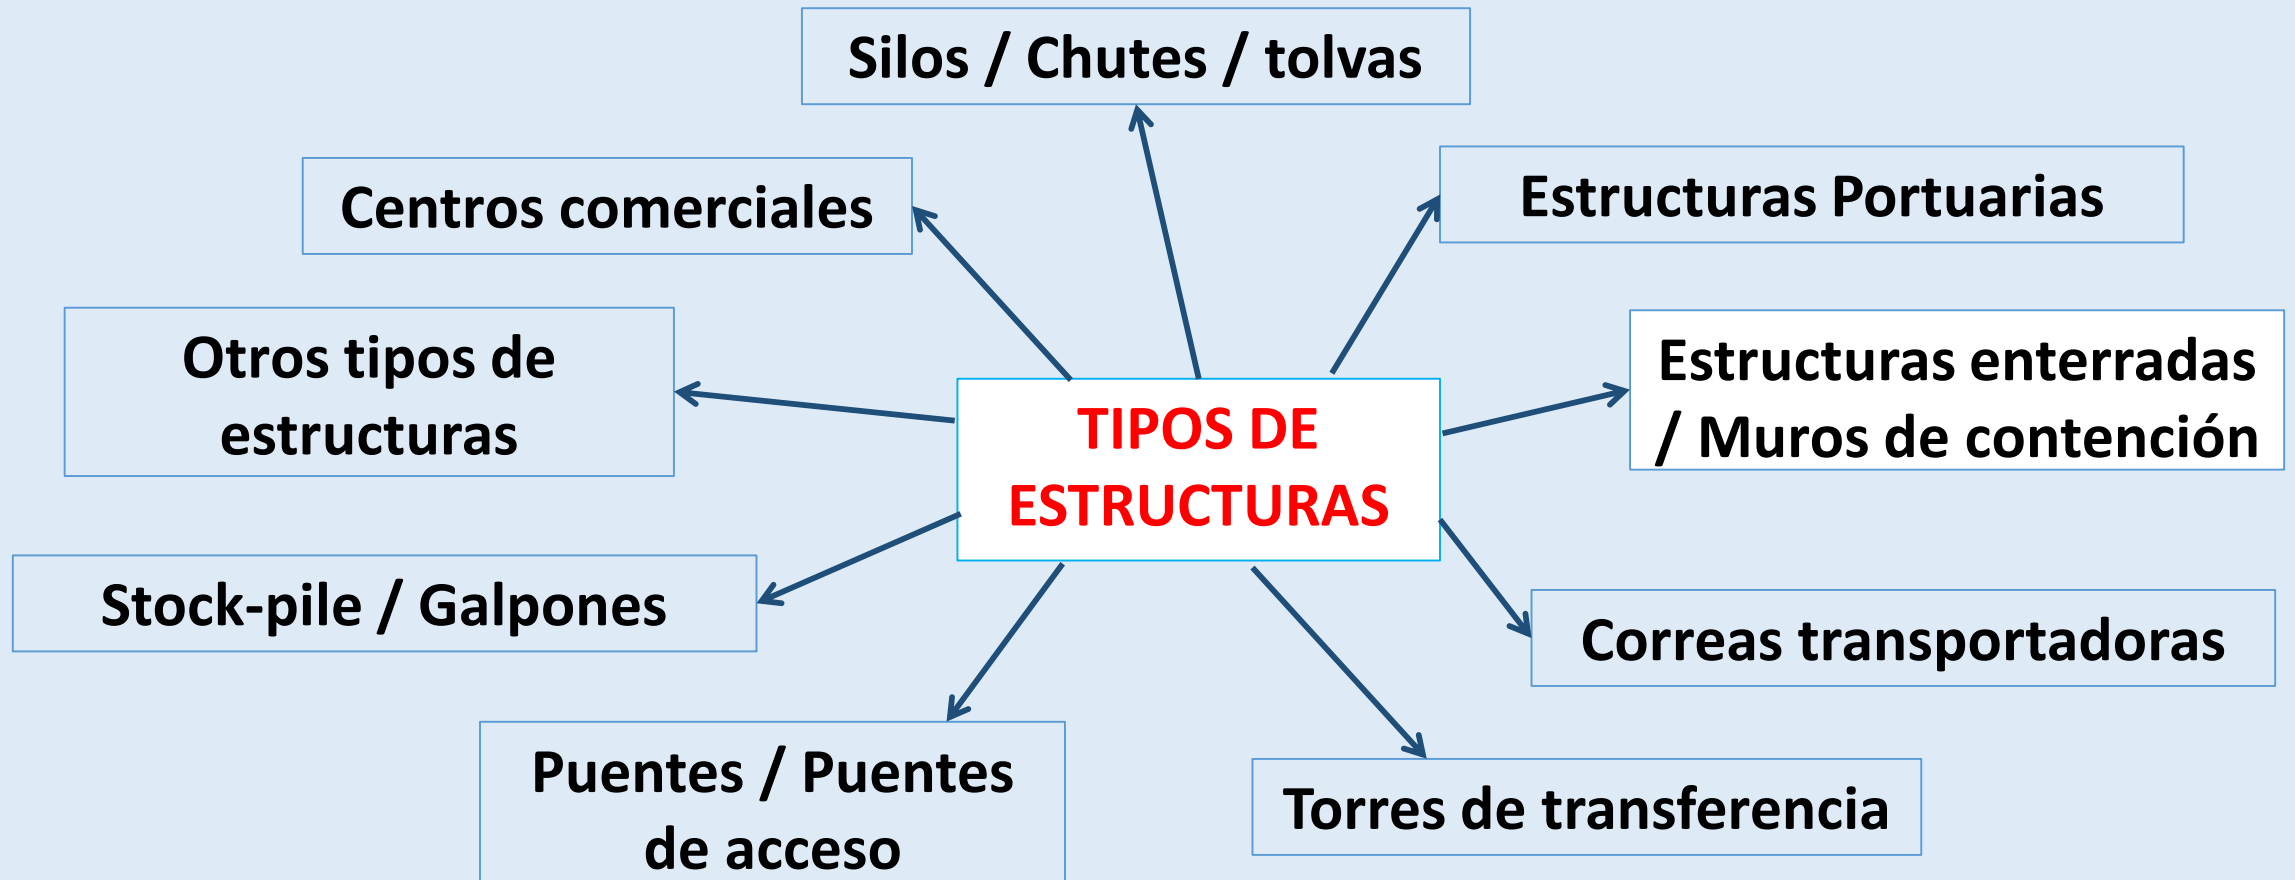 Silos / Chutes / tolvas
Centros comerciales
Estructuras Portuarias
Otros tipos de
estructuras
Estructuras enterradas
/ Muros de contención
TIPOS DE
ESTRUCTURAS
Stock-pile / Galpones
Correas transportadoras
Puentes / Puentes
de acceso
Torres de transferencia